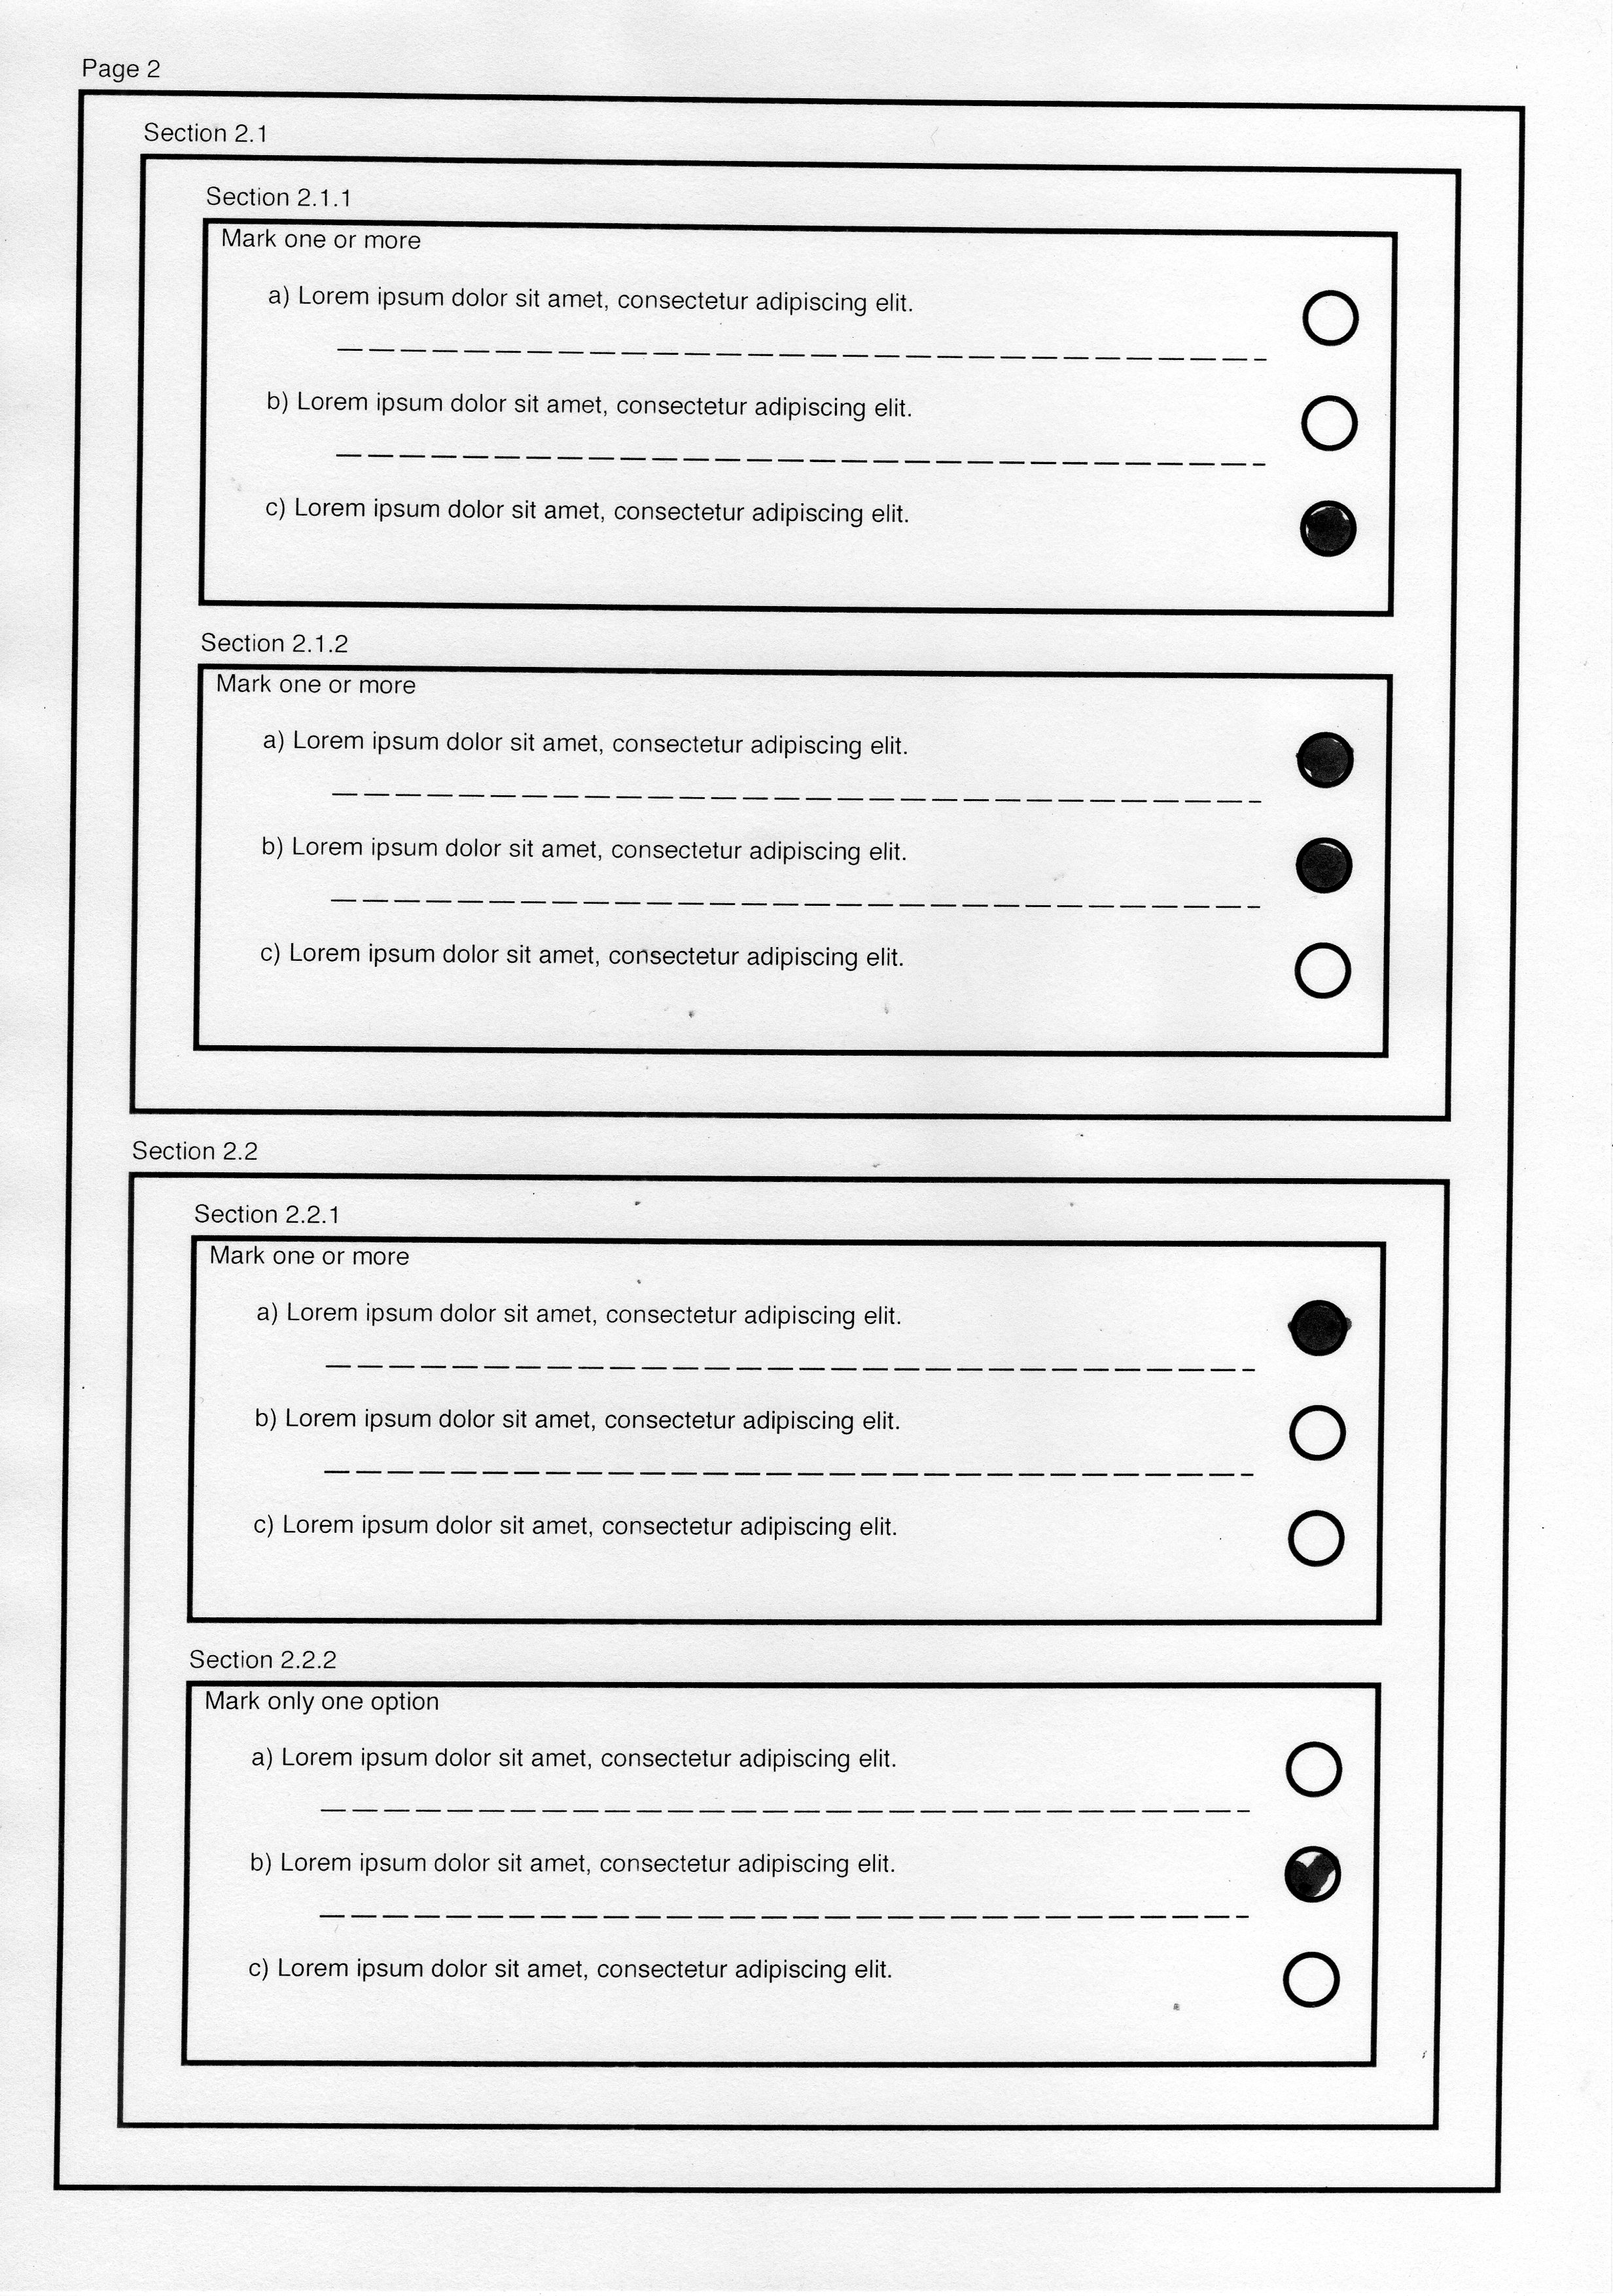 Page 2
Section 2.1
Section 2.1.1
Mark one or more
a) Lorem ipsum dolor sit amet, consectetur adipiscing elit.
b) Lorem ipsum dolor sit amet, consectetur adipiscing elit.
c) Lorem ipsum dolor sit amet, consectetur adipiscing elit.
Section 2.1.2
Mark one or more
a) Lorem ipsum dolor sit amet, consectetur adipiscing elit.
b) Lorem ipsum dolor sit amet, consectetur adipiscing elit.
c) Lorem ipsum dolor sit amet, consectetur adipiscing elit.
Section 2.2
Section 2.2.1
Mark one or more
a) Lorem ipsum dolor sit amet, consectetur adipiscing elit.
b) Lorem ipsum dolor sit amet, consectetur adipiscing elit.
c) Lorem ipsum dolor sit amet, consectetur adipiscing elit.
Section 2.2.2
Mark only one option
a) Lorem ipsum dolor sit amet, consectetur adipiscing elit.
b) Lorem ipsum dolor sit amet, consectetur adipiscing elit.
c) Lorem ipsum dolor sit amet, consectetur adipiscing elit.